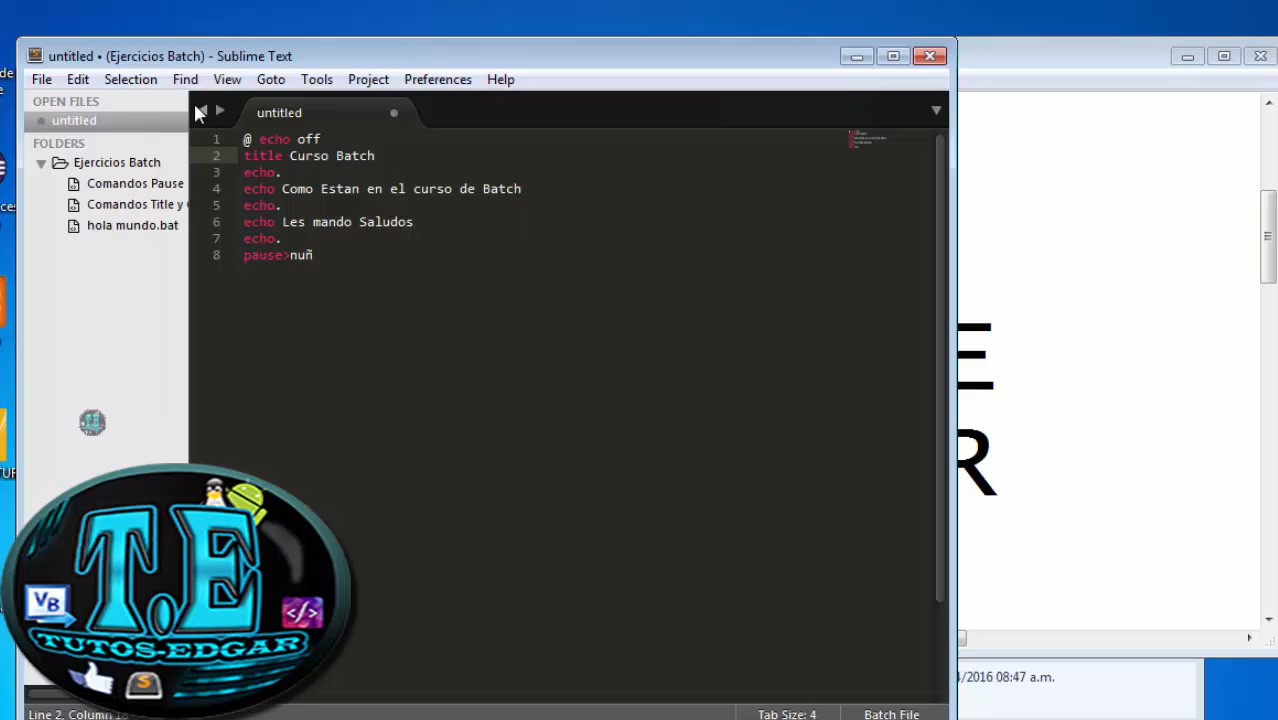 untitled • (Ejercicios Batch) - Sublime Text
File Edit Selection Find View Goto Tools Project Preferences Help
OPEN FILES
untitled
FOLDERS
Ejercicios Batch
Comandos Pause
Comandos Title y
hola mundo.bat
untitled
1 @ echo off
2 title Curso Batch
3 echo.
4 echo Como Estan en el curso de Batch
5 echo.
6 echo Les mando Saludos
7 echo.
8 pause>nuñ
E
R
T.E
VB
</>
TUTOS-EDGAR
S
Line 2, Column
Tab Size: 4
Batch File
/2016 08:47 a.m.
de
ces
TUF